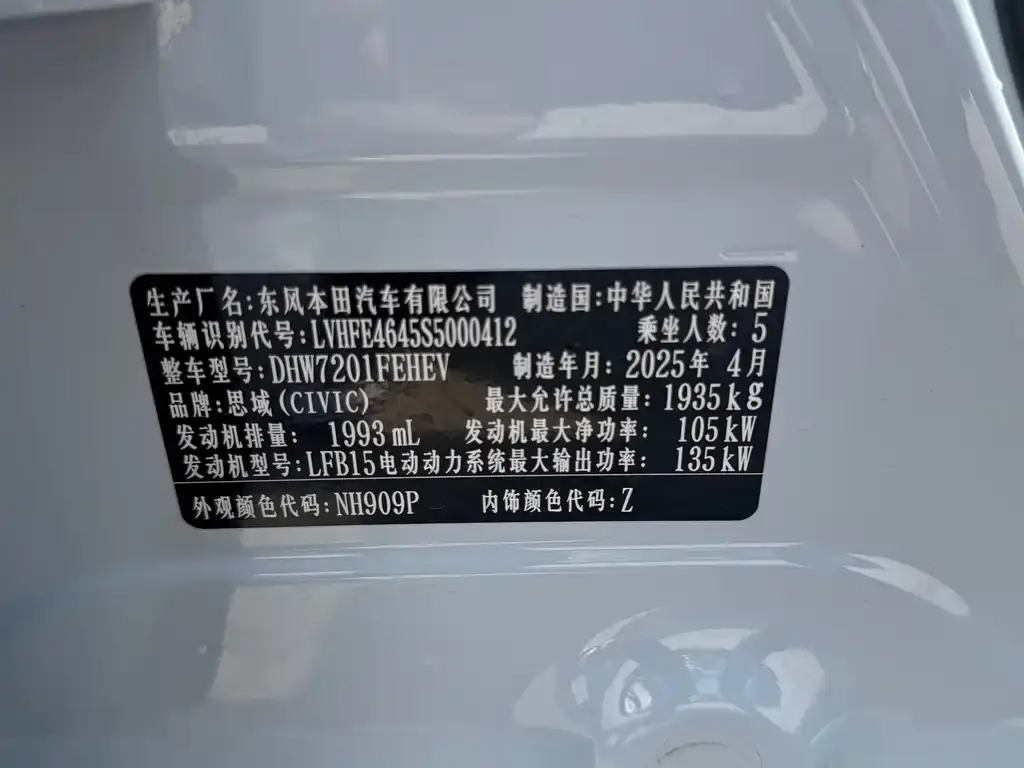 生产厂名:东风本田汽车有限公司 制造国:中华人民共和国
车辆识别代号:LVHFE4645S5000412 乘坐人数:5
整车型号:DHW7201FEHEV 制造年月:2025年 4月
品牌:思域(CIVIC) 最大允许总质量:1935kg
发动机排量: 1993mL 发动机最大净功率: 105kW
发动机型号:LFB15电动动力系统最大输出功率: 135kW
外观颜色代码:NH909P 内饰颜色代码:Z